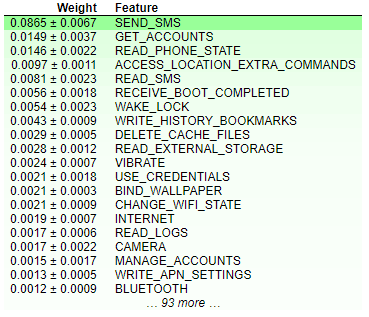 Weight Feature
0.0865 ± 0.0067 SEND_SMS
0.0149 ± 0.0037 GET_ACCOUNTS
0.0146 ± 0.0022 READ_PHONE_STATE
0.0097 ± 0.0011 ACCESS_LOCATION_EXTRA_COMMANDS
0.0081 ± 0.0023 READ_SMS
0.0056 ± 0.0018 RECEIVE_BOOT_COMPLETED
0.0054 ± 0.0023 WAKE_LOCK
0.0043 ± 0.0009 WRITE_HISTORY_BOOKMARKS
0.0029 ± 0.0005 DELETE_CACHE_FILES
0.0028 ± 0.0012 READ_EXTERNAL_STORAGE
0.0024 ± 0.0007 VIBRATE
0.0021 ± 0.0018 USE_CREDENTIALS
0.0021 ± 0.0003 BIND_WALLPAPER
0.0021 ± 0.0009 CHANGE_WIFI_STATE
0.0019 ± 0.0007 INTERNET
0.0017 ± 0.0006 READ_LOGS
0.0017 ± 0.0022 CAMERA
0.0015 ± 0.0017 MANAGE_ACCOUNTS
0.0013 ± 0.0005 WRITE_APN_SETTINGS
0.0012 ± 0.0009 BLUETOOTH
… 93 more …